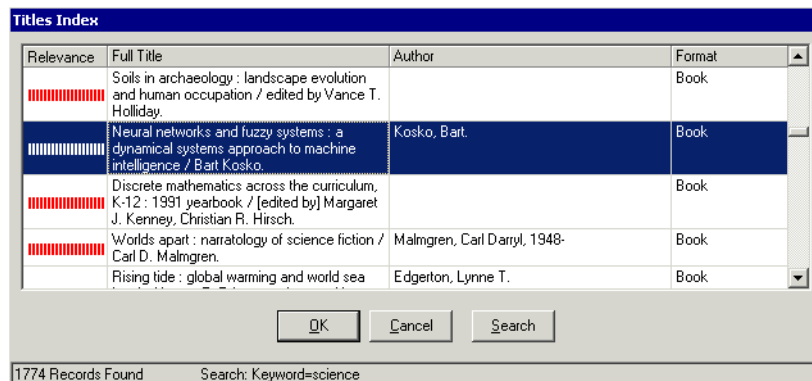 Titles Index
Relevance Full Title Author Format
Soils in archaeology : landscape evolution Book
and human occupation / edited by Vance T.
Holliday.
Neural networks and fuzzy systems : a Kosko, Bart. Book
dynamical systems approach to machine
intelligence / Bart Kosko.
Discrete mathematics across the curriculum, Book
K-12 : 1991 yearbook / [edited by] Margaret
J. Kenney, Christian R. Hirsch.
Worlds apart : narratology of science fiction / Malmgren, Carl Darryl, 1948- Book
Carl D. Malmgren.
Rising tide : global warming and world sea Edgerton, Lynne T. Book
OK Cancel Search
1774 Records Found Search: Keyword=science